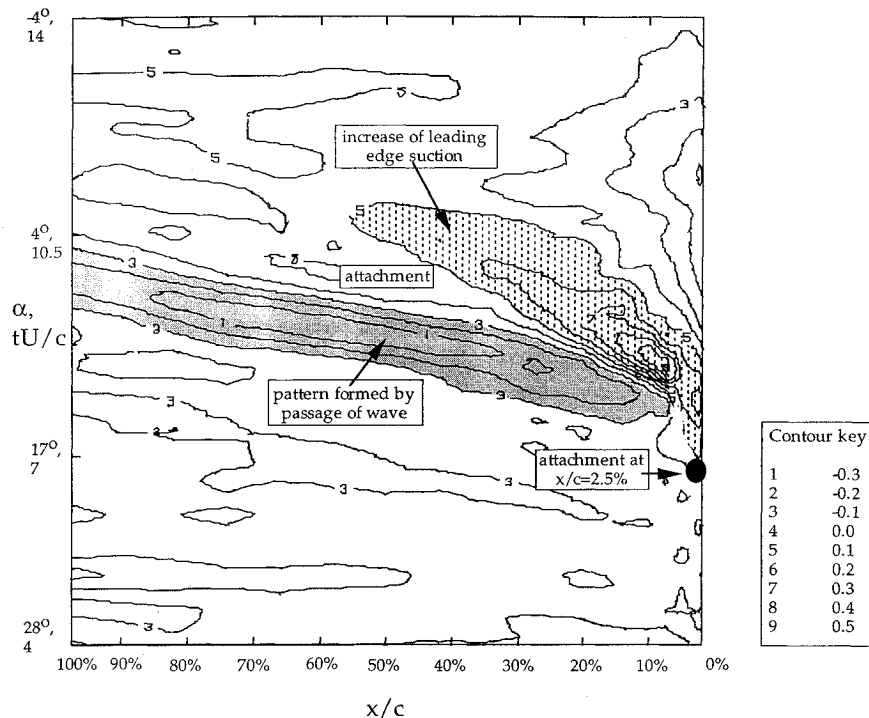 -4°,
14
5
5
3
increase of leading
edge suction
5
5
4°,
10.5
8
3
attachment
α,
tU/c
1
1
3
5
3
pattern formed by
passage of wave
3
3
17°,
7
3
3
attachment at
x/c=2.5%
3
28°,
4
100% 90% 80% 70% 60% 50% 40% 30% 20% 10% 0%
x/c
Contour key
1 -0.3
2 -0.2
3 -0.1
4 0.0
5 0.1
6 0.2
7 0.3
8 0.4
9 0.5